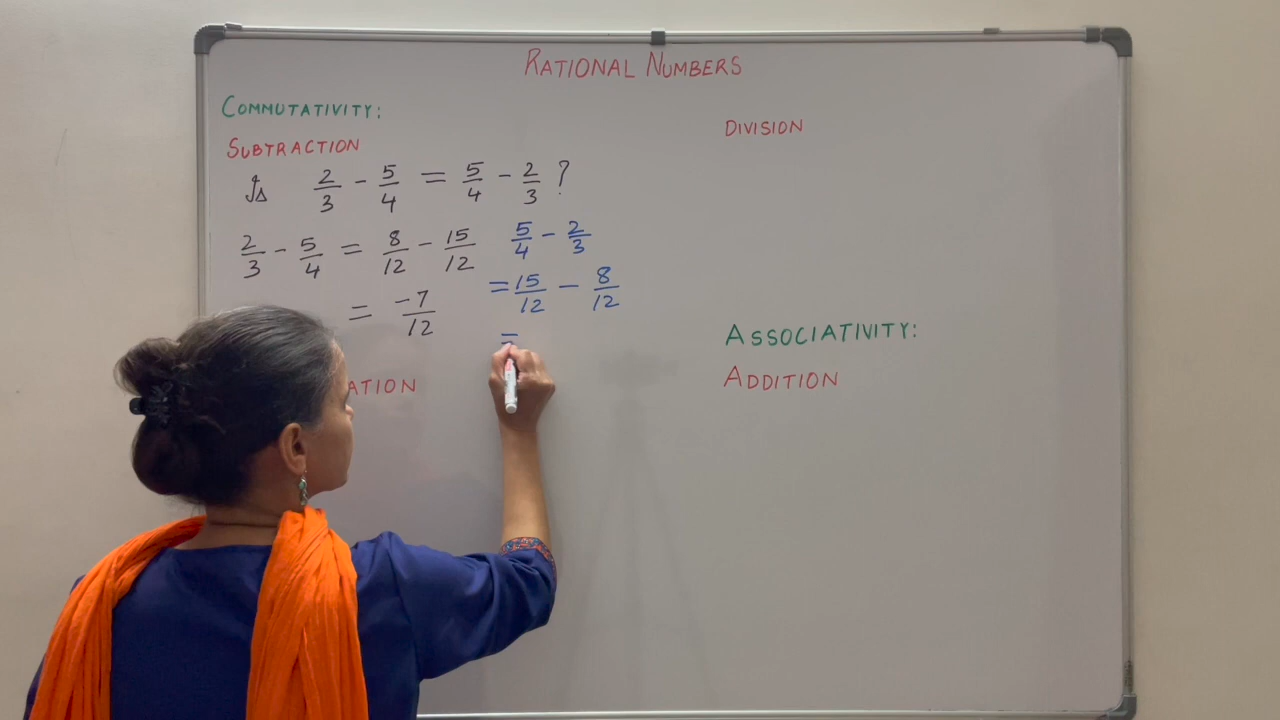 RATIONAL NUMBERS
COMMUTATIVITY:
SUBTRACTION
Is 2/3 - 5/4 = 5/4 - 2/3 ?
2/3 - 5/4 = 8/12 - 15/12
= -7/12
5/4 - 2/3
= 15/12 - 8/12
=
DIVISION
ASSOCIATIVITY:
ADDITION